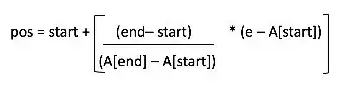 pos = start + [ (end– start) * (e – A[start]) ]
(A[end] – A[start])